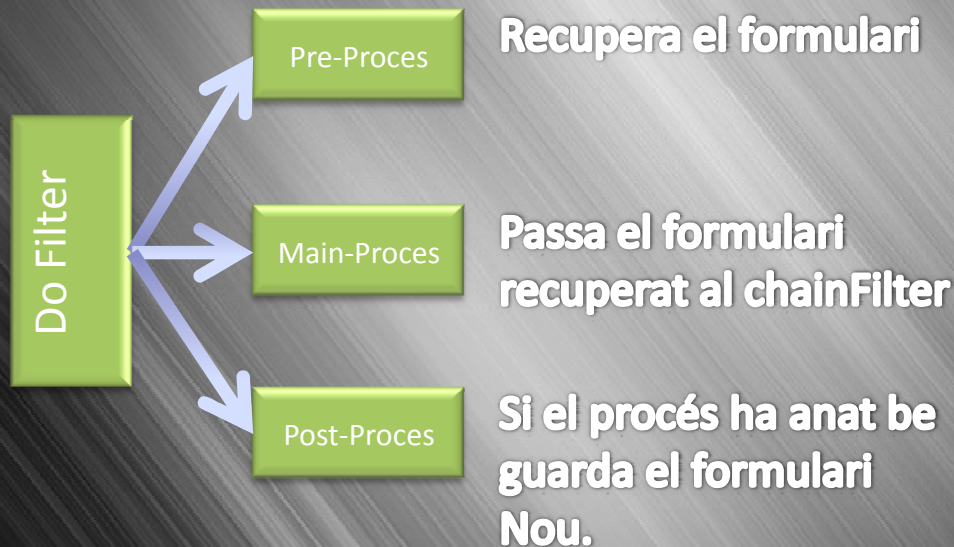 Do Filter
Pre-Proces
Recupera el formulari
Main-Proces
Passa el formulari
recuperat al chainFilter
Post-Proces
Si el procés ha anat be
guarda el formulari
Nou.